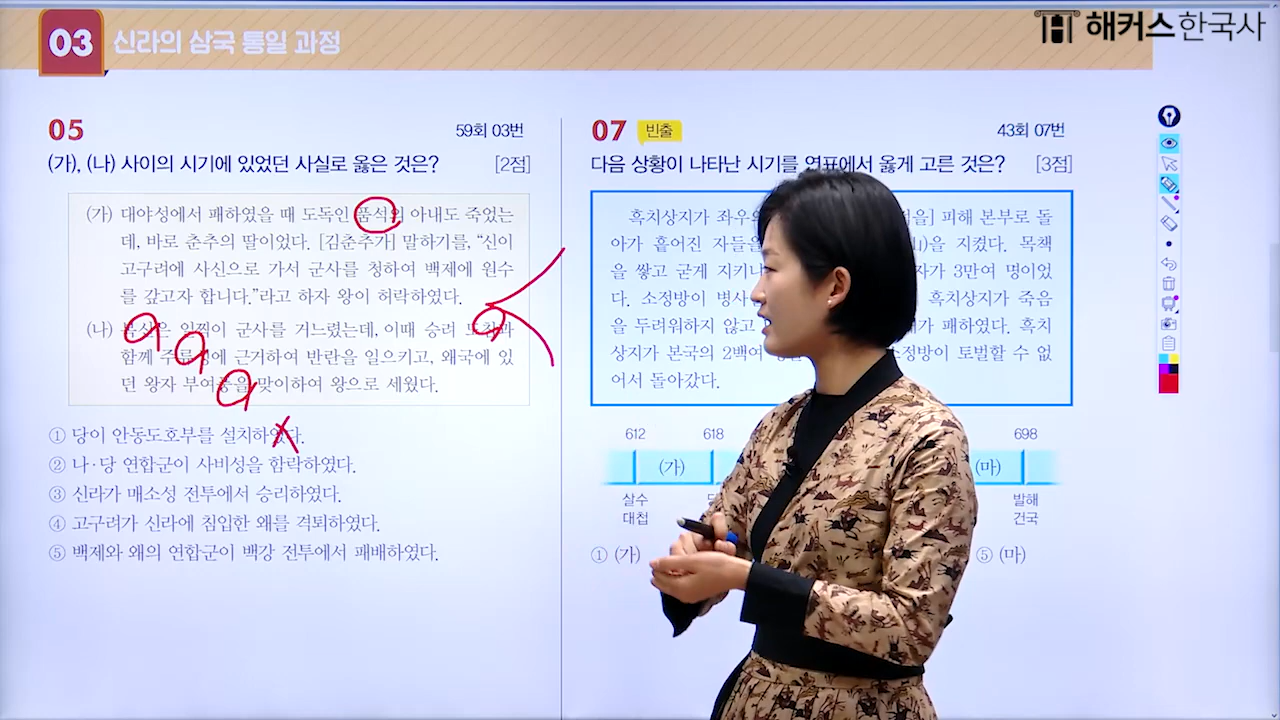 03 신라의 삼국 통일 과정
해커스한국사
05
59회 03번
(가), (나) 사이의 시기에 있었던 사실로 옳은 것은? [2점]
(가) 대야성에서 패하였을 때 도독인 품석의 아내도 죽었는
데, 바로 춘추의 딸이었다. [김춘추가] 말하기를, “신이
고구려에 사신으로 가서 군사를 청하여 백제에 원수
를 갚고자 합니다.”라고 하자 왕이 허락하였다.
(나) 복신은 일찍이 군사를 거느렸는데, 이때 승려 도침과
함께 주류성에 근거하여 반란을 일으키고, 왜국에 있
던 왕자 부여풍을 맞이하여 왕으로 세웠다.
① 당이 안동도호부를 설치하였다.
② 나·당 연합군이 사비성을 함락하였다.
③ 신라가 매소성 전투에서 승리하였다.
④ 고구려가 신라에 침입한 왜를 격퇴하였다.
⑤ 백제와 왜의 연합군이 백강 전투에서 패배하였다.
07 빈출
43회 07번
다음 상황이 나타난 시기를 연표에서 옳게 고른 것은? [3점]
흑치상지가 좌우의 피해 본부로 돌
아가 흩어진 자들을 을 지켰다. 목책
을 쌓고 굳게 지키니 자가 3만여 명이었
다. 소정방이 병사 흑치상지가 죽음
을 두려워하지 않고 패하였다. 흑치
상지가 본국의 2백여 소정방이 토벌할 수 없
어서 돌아갔다.
612 618 698
(가) (마)
살수 발해
대첩 건국
① (가) ⑤ (마)